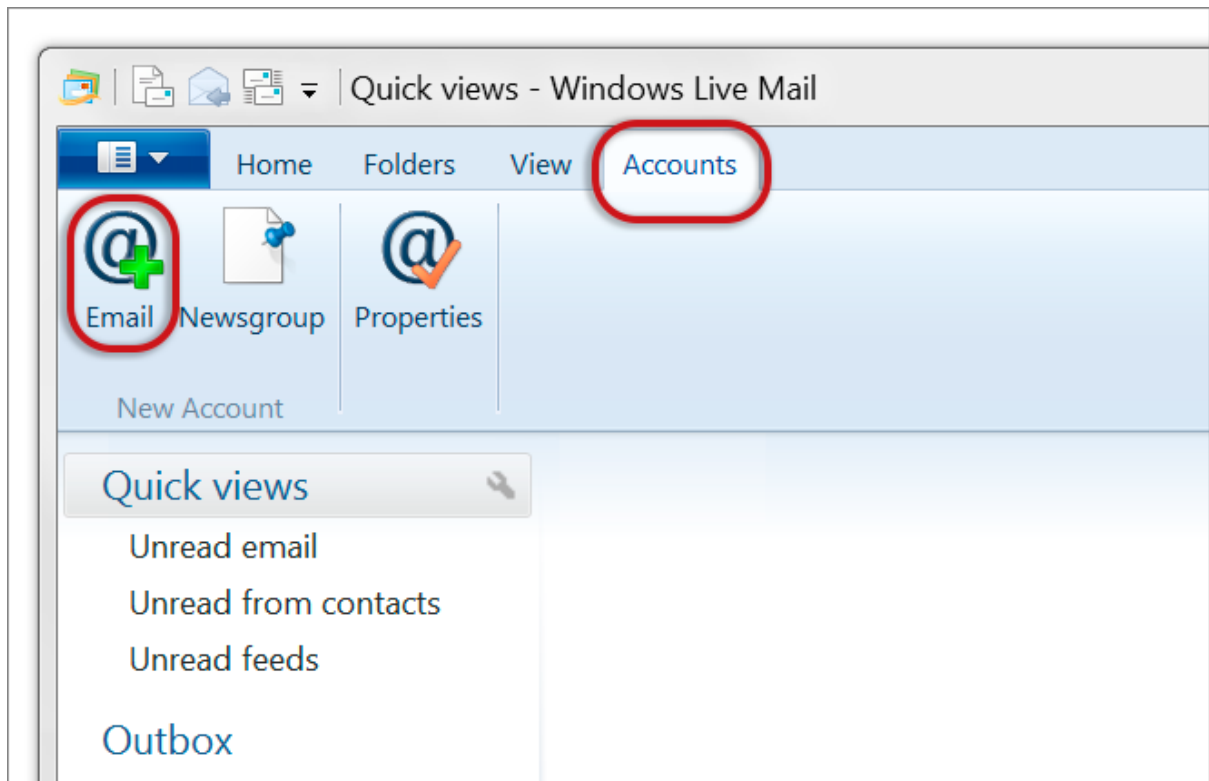 Quick views - Windows Live Mail
Home Folders View Accounts
Email Newsgroup Properties
New Account
Quick views
Unread email
Unread from contacts
Unread feeds
Outbox